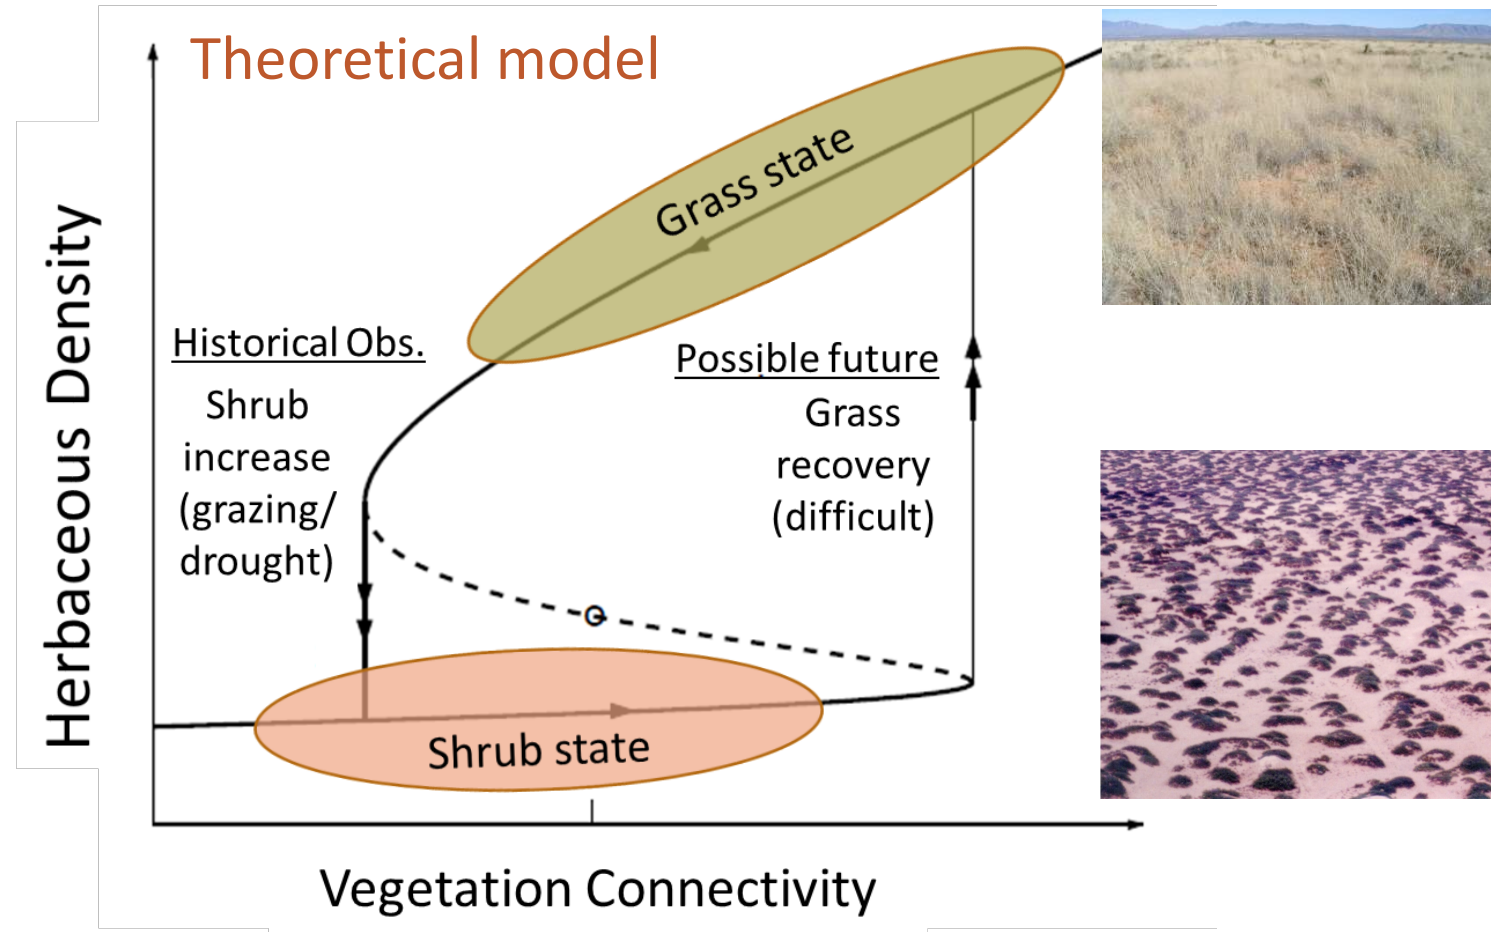 Theoretical model
Grass state
Historical Obs.
Shrub
increase
(grazing/
drought)
Possible future
Grass
recovery
(difficult)
Shrub state
Herbaceous Density
Vegetation Connectivity